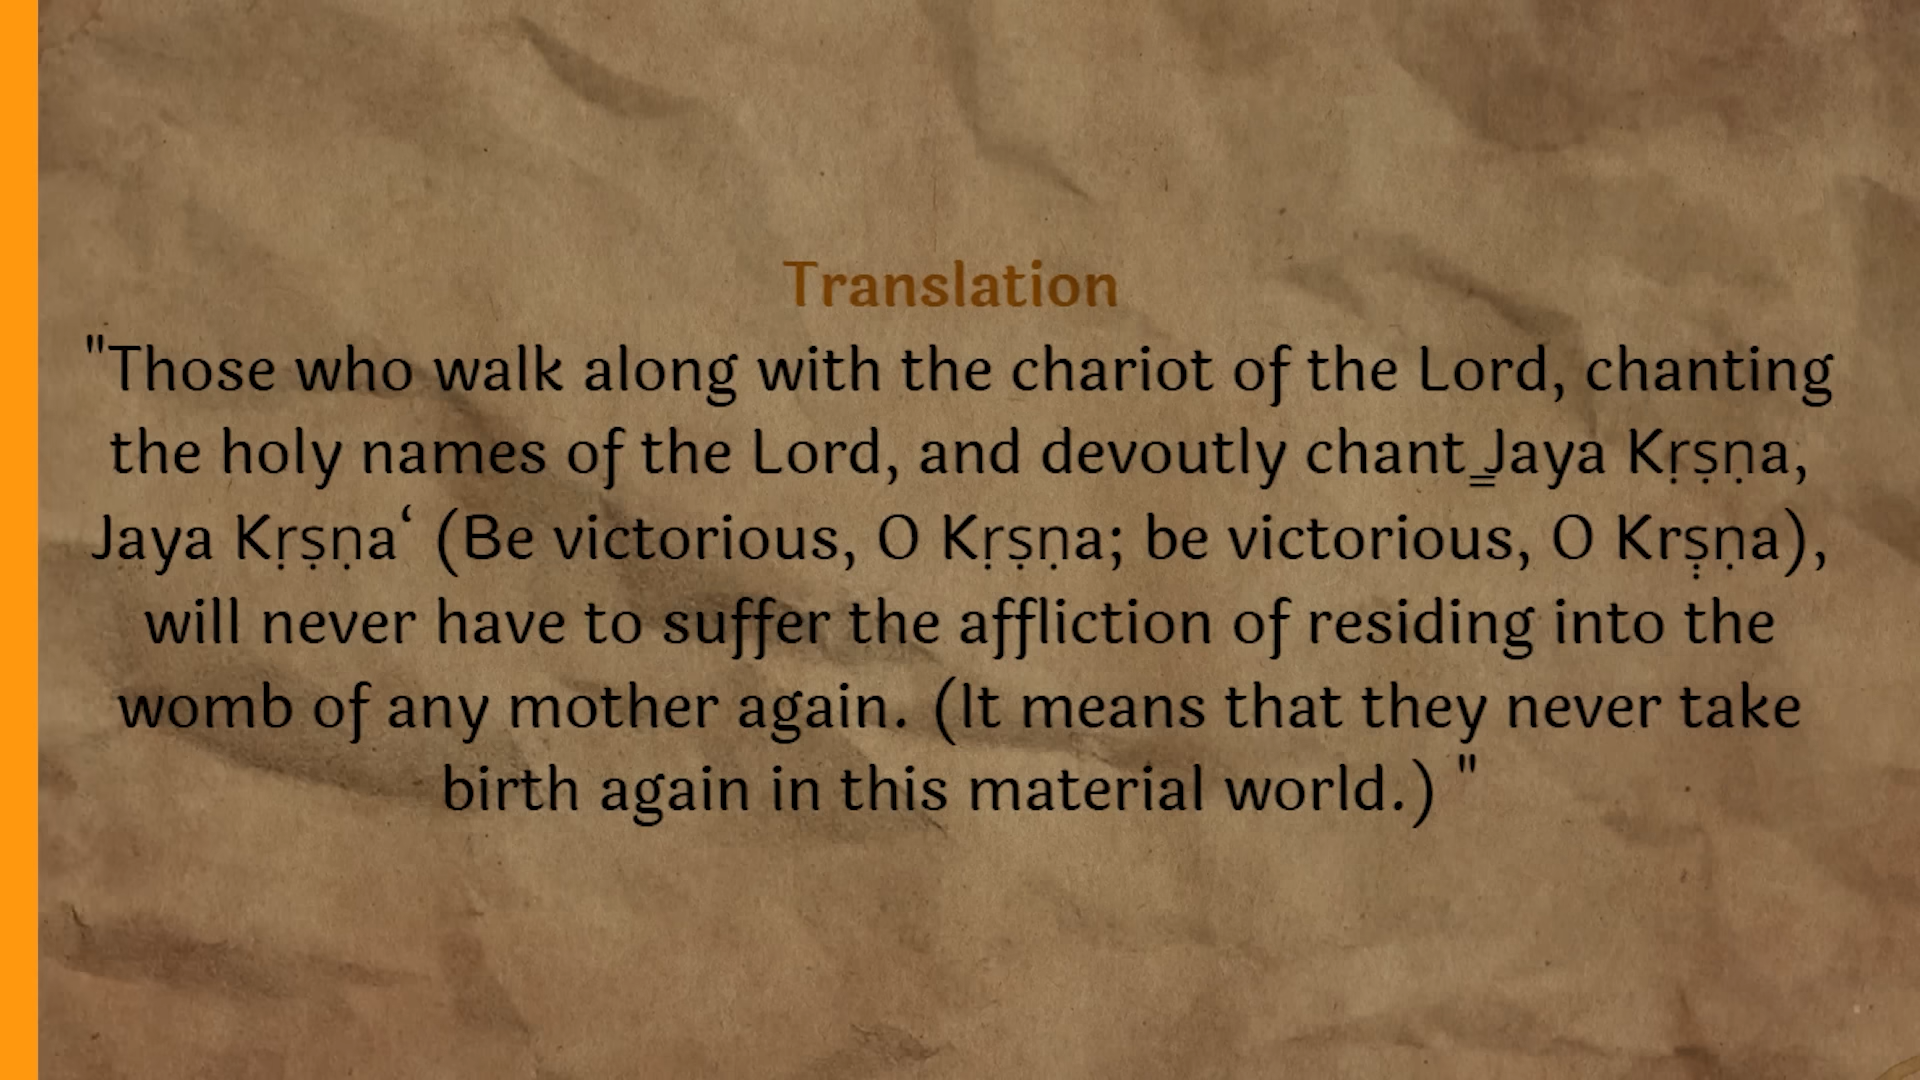 Translation
"Those who walk along with the chariot of the Lord, chanting
the holy names of the Lord, and devoutly chant ̳Jaya Kṛṣṇa,
Jaya Kṛṣṇa‘ (Be victorious, O Kṛṣṇa; be victorious, O Krṣ̣ṇa),
will never have to suffer the affliction of residing into the
womb of any mother again. (It means that they never take
birth again in this material world.) "